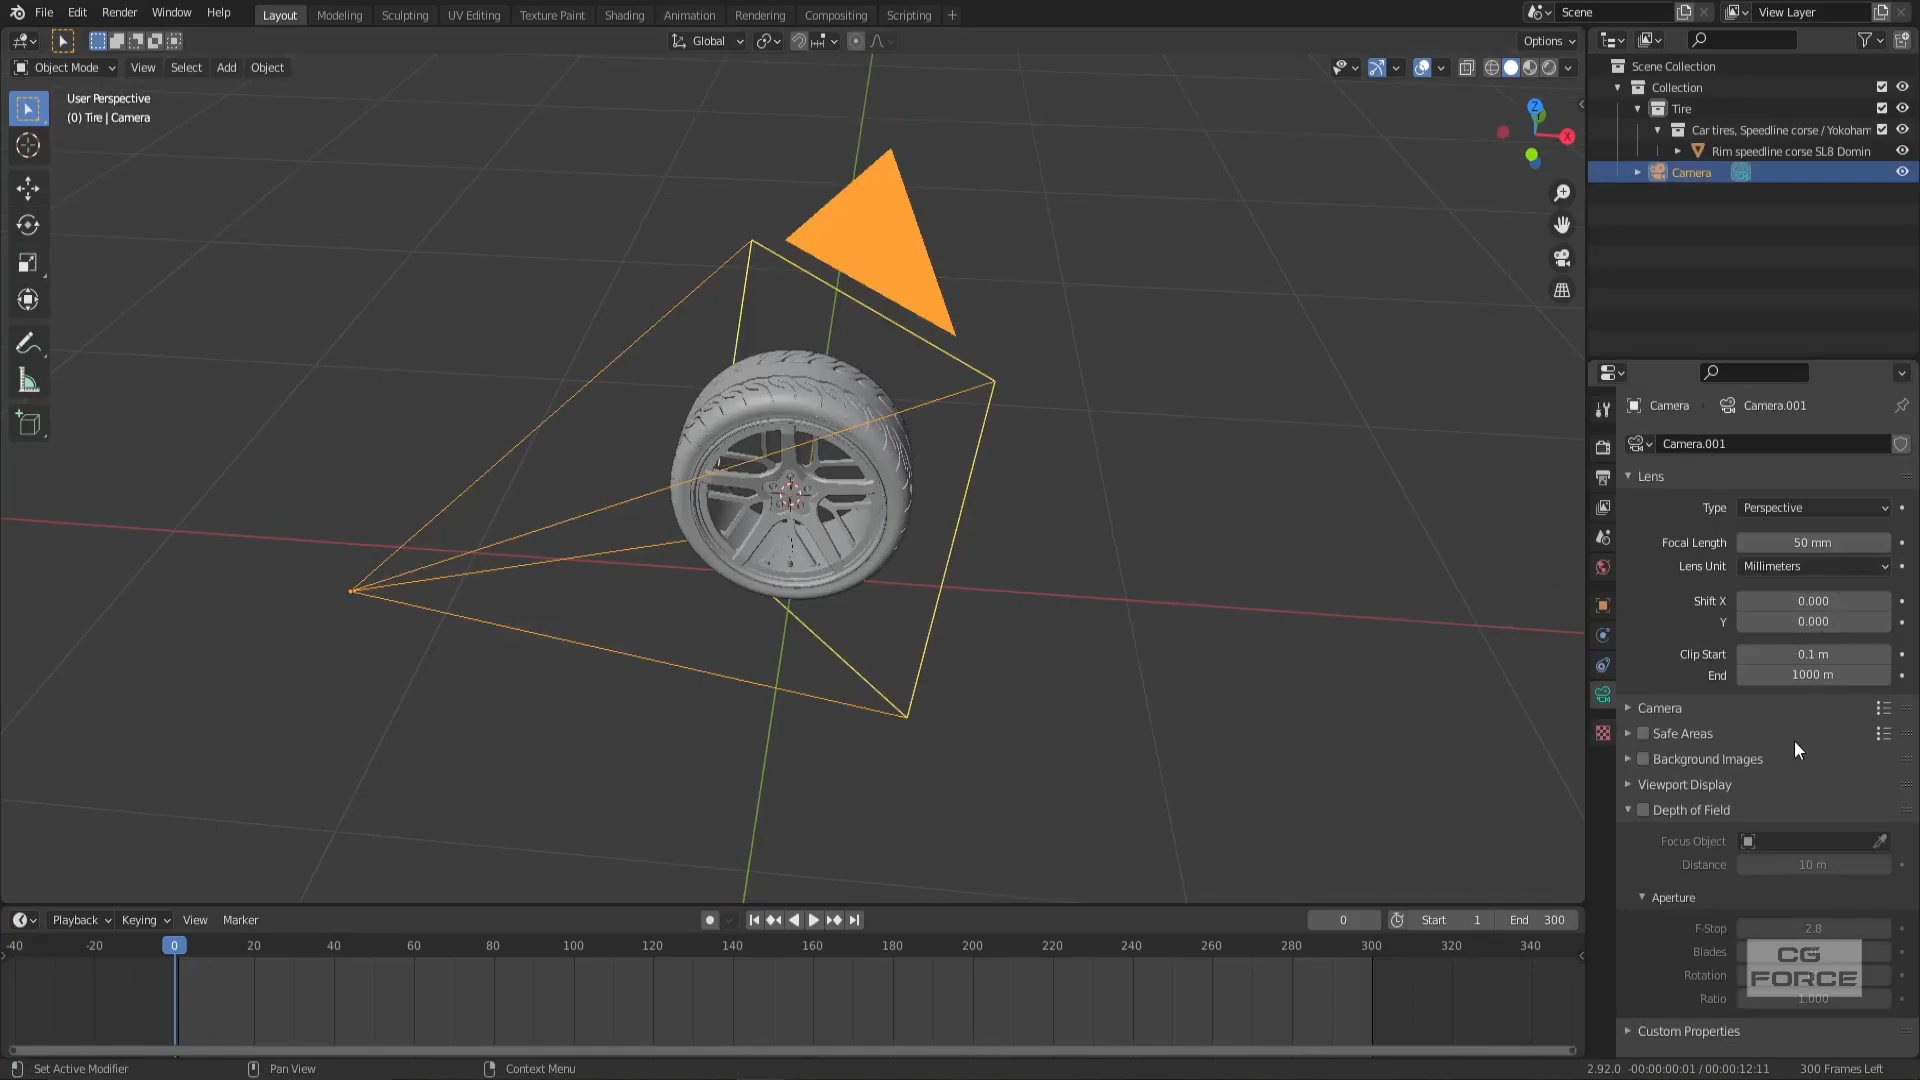 File Edit Render Window Help Layout Modeling Sculpting UV Editing Texture Paint Shading Animation Rendering Compositing Scripting + Scene View Layer
Global Options
Object Mode View Select Add Object
User Perspective
(0) Tire | Camera
Z
X
Scene Collection
Collection
Tire
Car tires, Speedline corse / Yokoham
Rim speedline corse SL8 Domin
Camera
Camera Camera.001
Camera.001
Lens
Type Perspective
Focal Length 50 mm
Lens Unit Millimeters
Shift X 0.000
Y 0.000
Clip Start 0.1 m
End 1000 m
Camera
Safe Areas
Background Images
Viewport Display
Depth of Field
Focus Object
Distance 10 m
Aperture
F-Stop 2.8
Blades
Rotation
Ratio 1.000
CG
FORCE
Custom Properties
Playback Keying View Marker 0 Start 1 End 300
-40 -20 0 20 40 60 80 100 120 140 160 180 200 220 240 260 280 300 320 340
Set Active Modifier Pan View Context Menu 2.92.0 -00:00:00:01 / 00:00:12:11 300 Frames Left